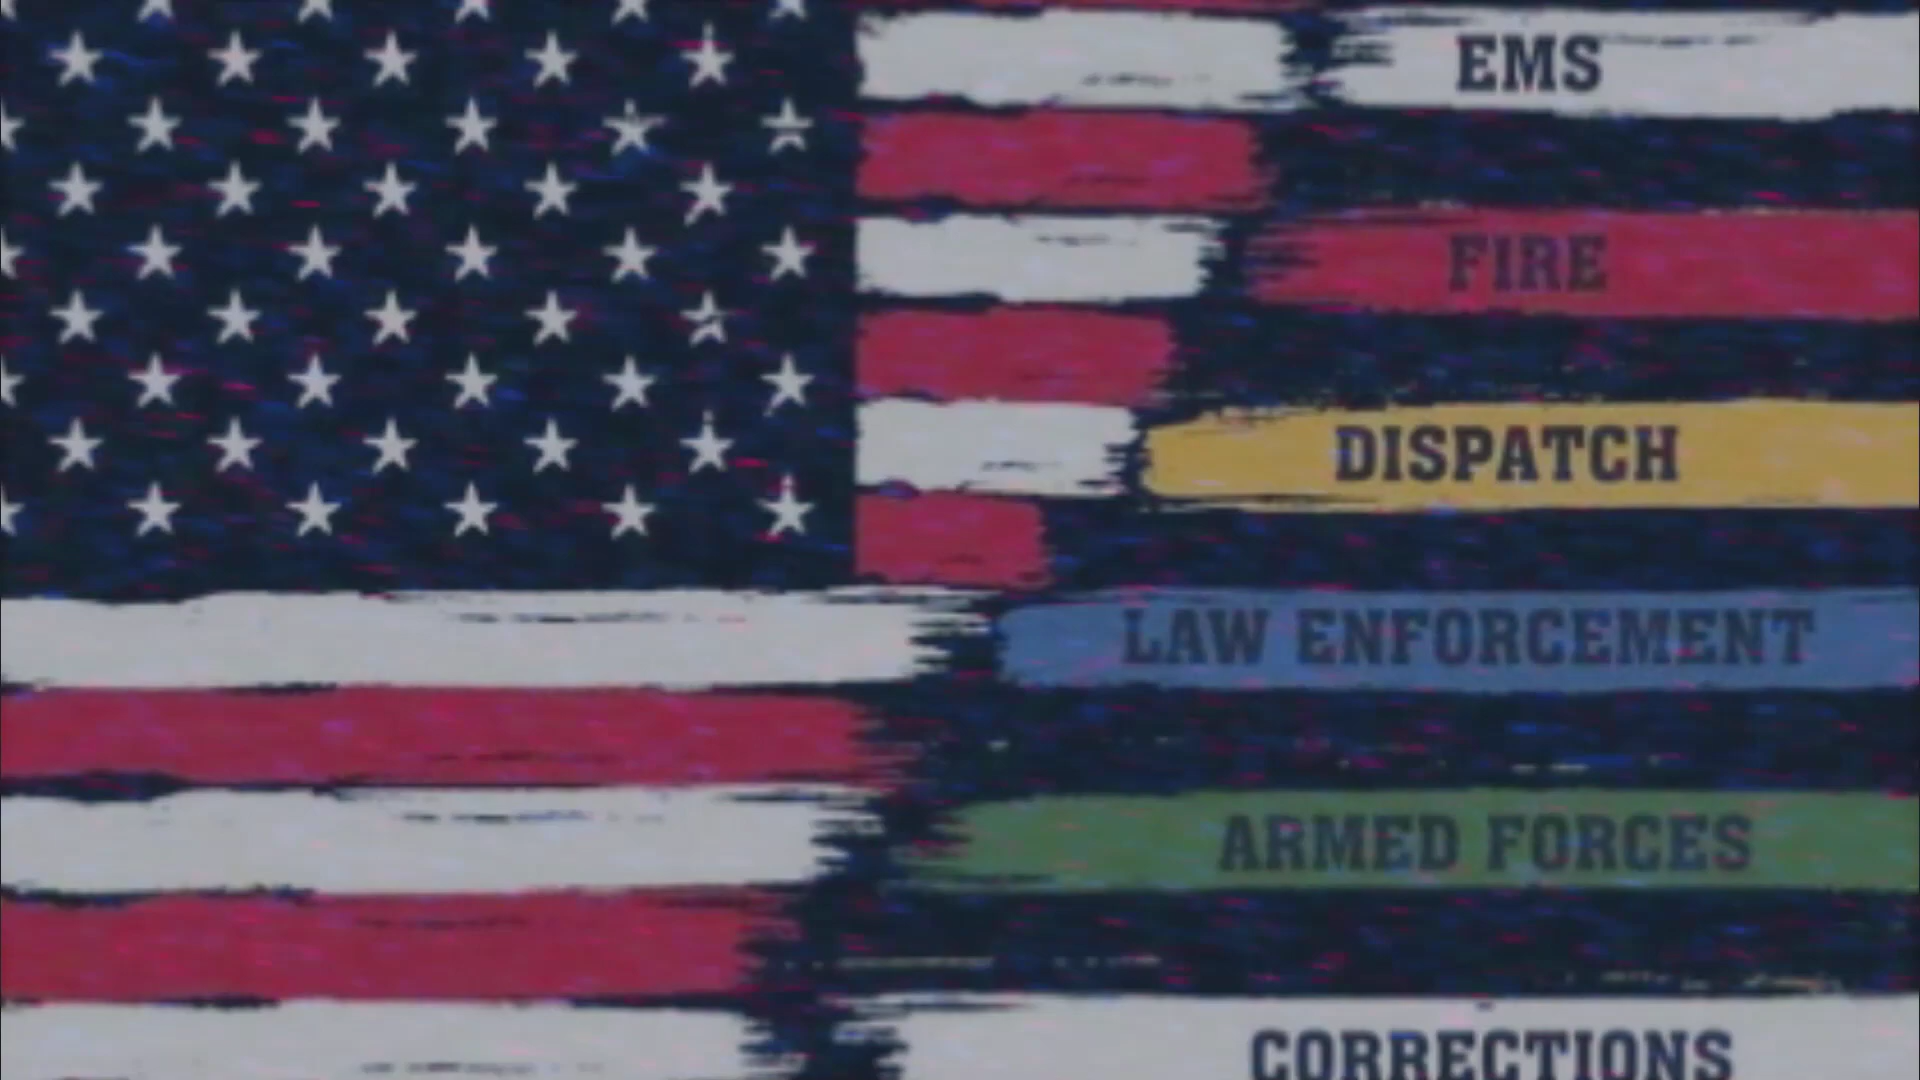 EMS
FIRE
DISPATCH
LAW ENFORCEMENT
ARMED FORCES
CORRECTIONS